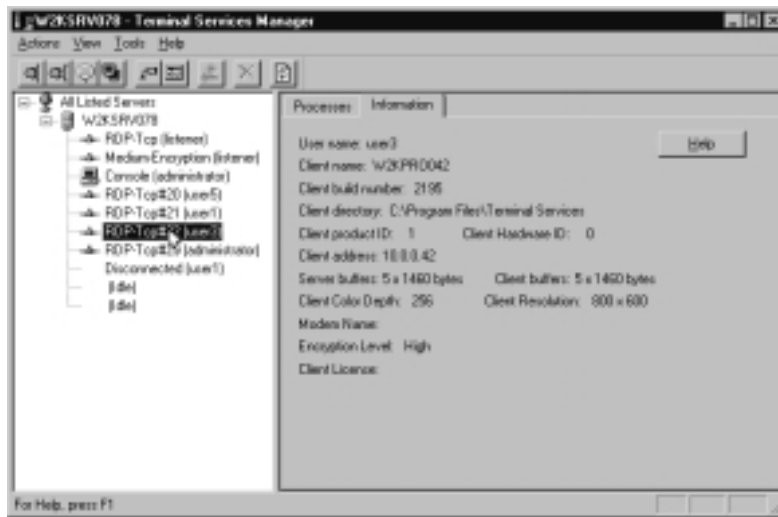 W2KSRV078 - Terminal Services Manager
Actions View Tools Help
All Listed Servers
W2KSRV078
RDP-Tcp (listener)
Medium-Encryption (listener)
Console (administrator)
RDP-Tcp#20 (user5)
RDP-Tcp#21 (user1)
(user3)
(administrator)
Disconnected (user1)
(Idle)
(Idle)
Processes Information
User name: user3
Help
Client name: W2KPRO042
Client build number: 2195
Client directory: C:\Program Files\Terminal Services
Client product ID: 1 Client Hardware ID: 0
Client address: 10.0.0.42
Server buffers: 5 x 1460 bytes Client buffers: 5 x 1460 bytes
Client Color Depth: 256 Client Resolution: 800 x 600
Modem Name:
Encryption Level: High
Client License:
For Help, press F1